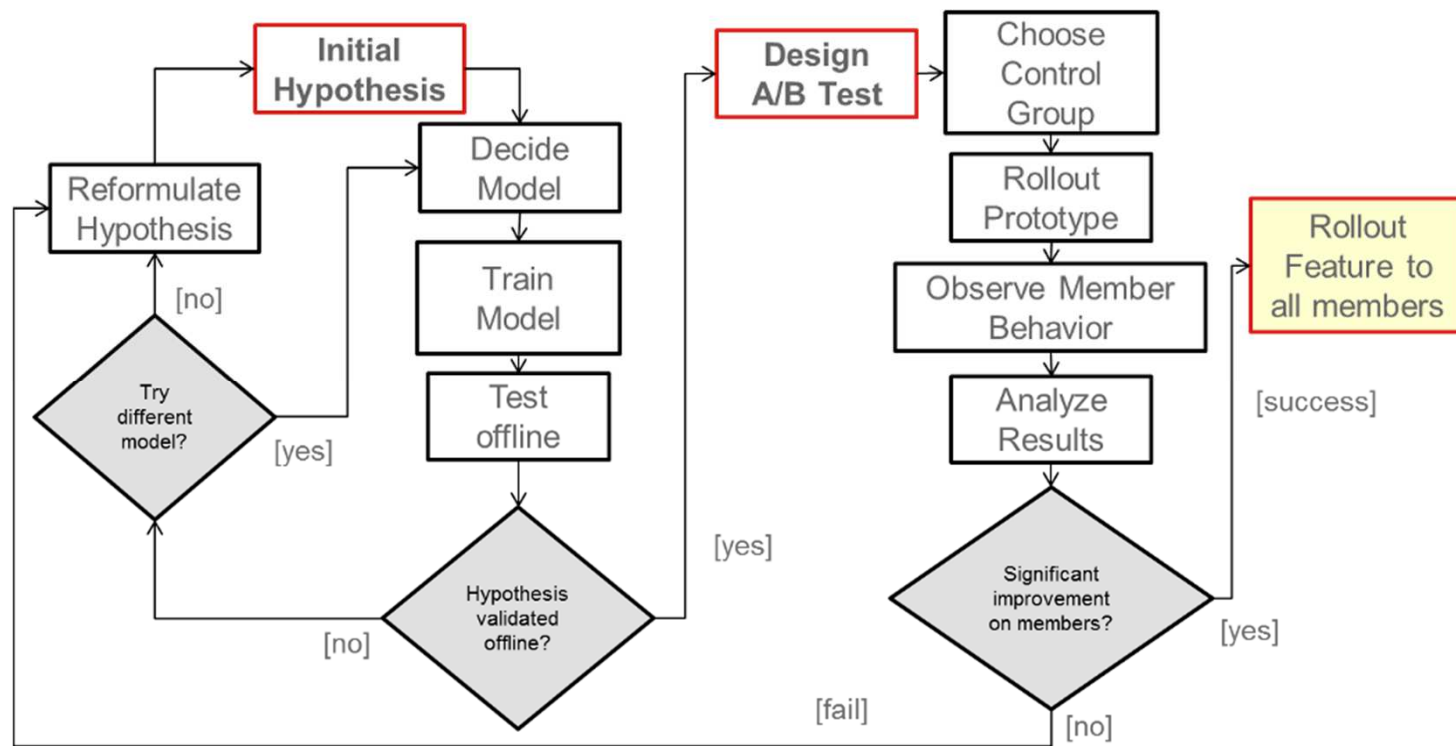 Initial
Hypothesis
Decide
Model
Train
Model
Test
offline
Hypothesis
validated
offline?
[no]
[yes]
Try
different
model?
[yes]
[no]
Reformulate
Hypothesis
Design
A/B Test
Choose
Control
Group
Rollout
Prototype
Observe Member
Behavior
Analyze
Results
Significant
improvement
on members?
[yes]
[success]
Rollout
Feature to
all members
[no]
[fail]